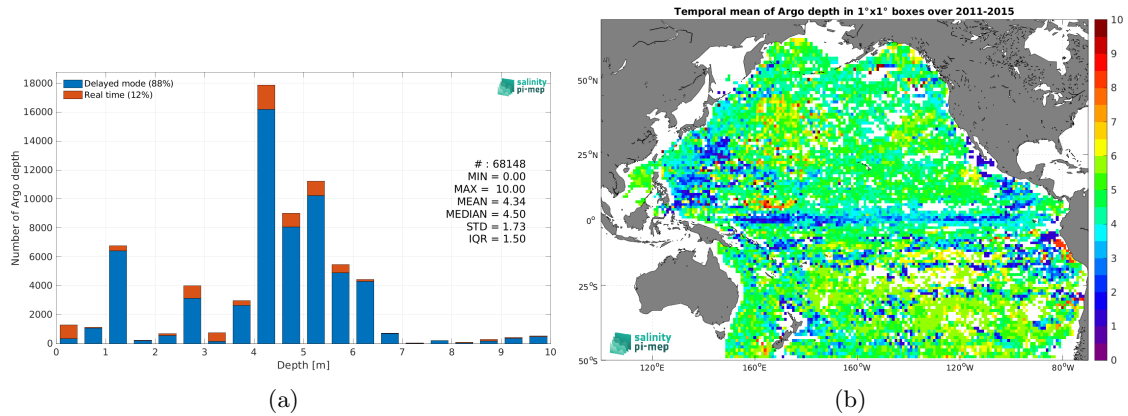 Delayed mode (88%)
Real time (12%)
salinity
pi-mep
# : 68148
MIN = 0.00
MAX = 10.00
MEAN = 4.34
MEDIAN = 4.50
STD = 1.73
IQR = 1.50
Number of Argo depth
18000
16000
14000
12000
10000
8000
6000
4000
2000
0
0 1 2 3 4 5 6 7 8 9 10
Depth [m]
(a)
Temporal mean of Argo depth in 1°x1° boxes over 2011-2015
50°N
25°N
0°
25°S
50°S
120°E 160°E 160°W 120°W 80°W
salinity
pi-mep
10
9
8
7
6
5
4
3
2
1
0
(b)